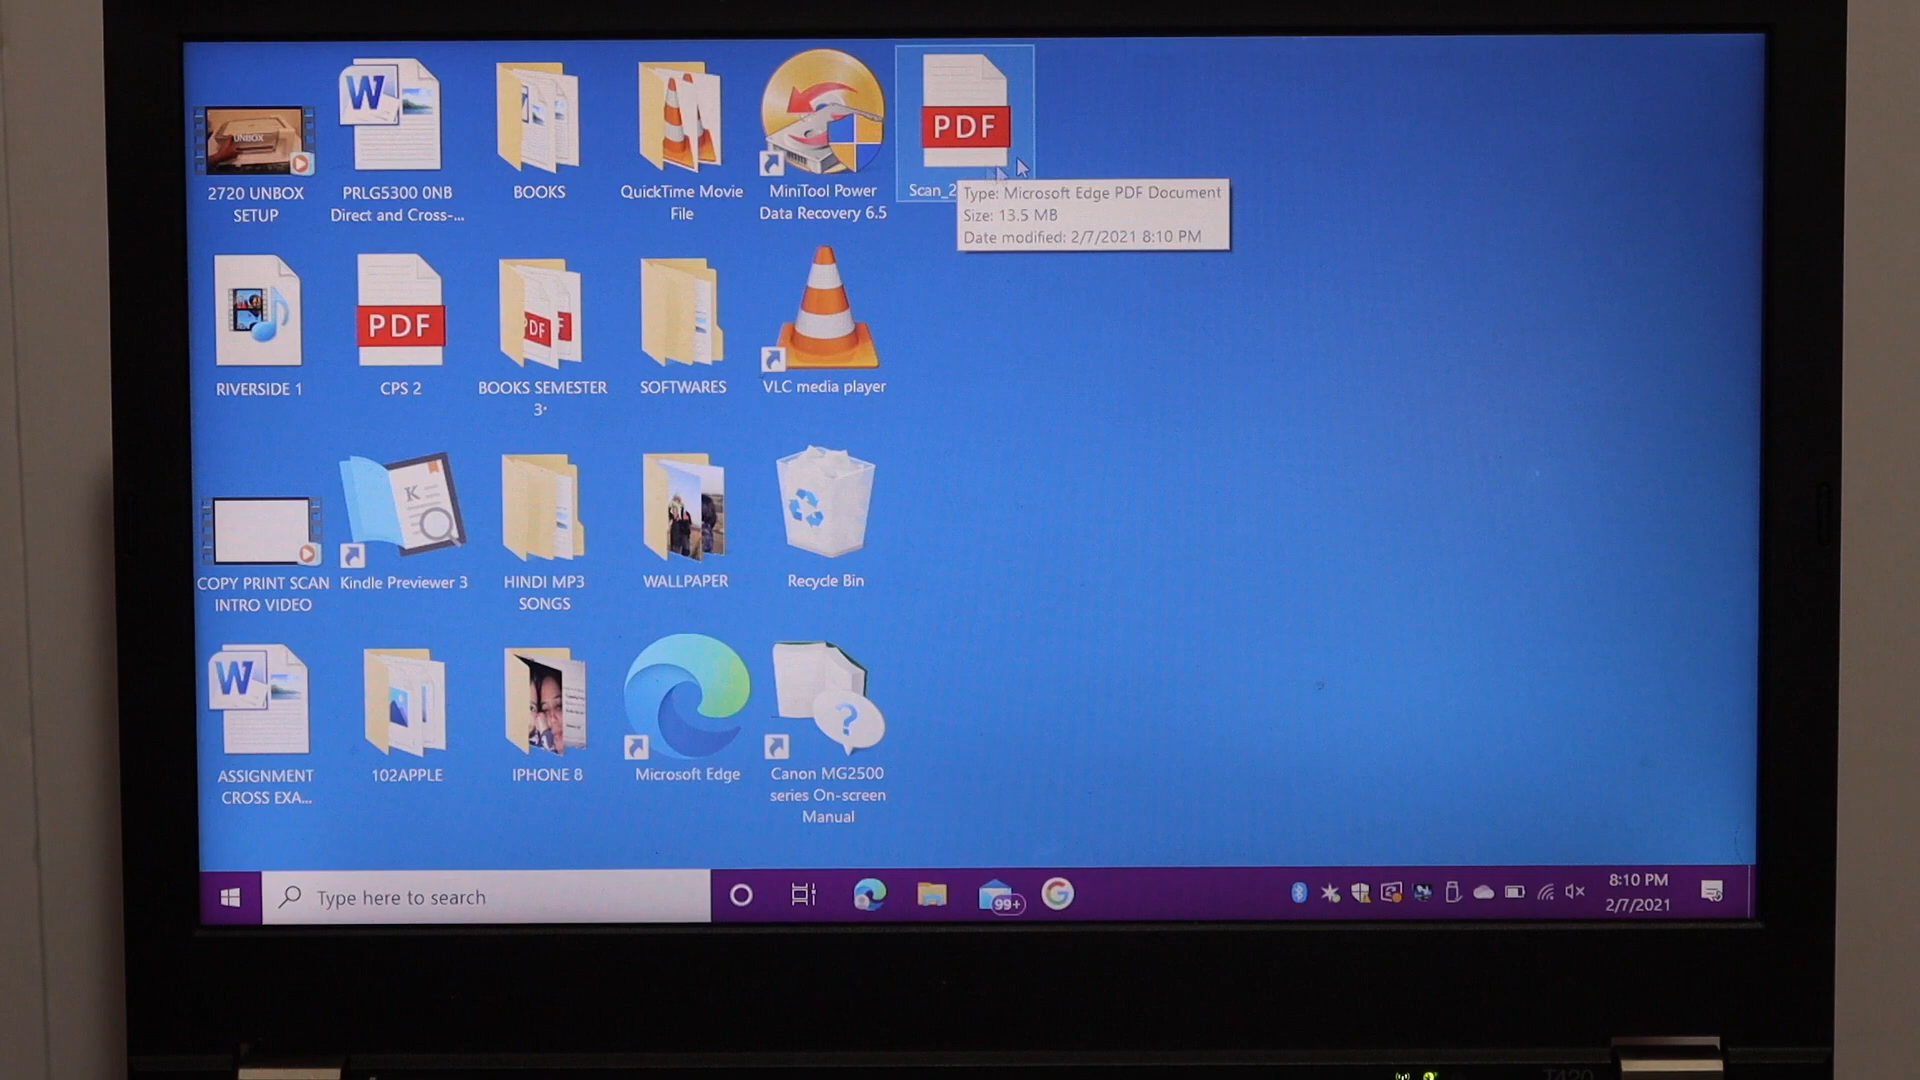 UNBOX
2720 UNBOX
SETUP
W
PRLG5300 0NB
Direct and Cross-...
BOOKS
QuickTime Movie
File
MiniTool Power
Data Recovery 6.5
PDF
Scan_2
Type: Microsoft Edge PDF Document
Size: 13.5 MB
Date modified: 2/7/2021 8:10 PM
RIVERSIDE 1
PDF
CPS 2
PDF
BOOKS SEMESTER
3·
SOFTWARES
VLC media player
COPY PRINT SCAN
INTRO VIDEO
K
Kindle Previewer 3
HINDI MP3
SONGS
WALLPAPER
Recycle Bin
W
ASSIGNMENT
CROSS EXA...
102APPLE
IPHONE 8
Microsoft Edge
?
Canon MG2500
series On-screen
Manual
Type here to search
99+
G
8:10 PM
2/7/2021
T420